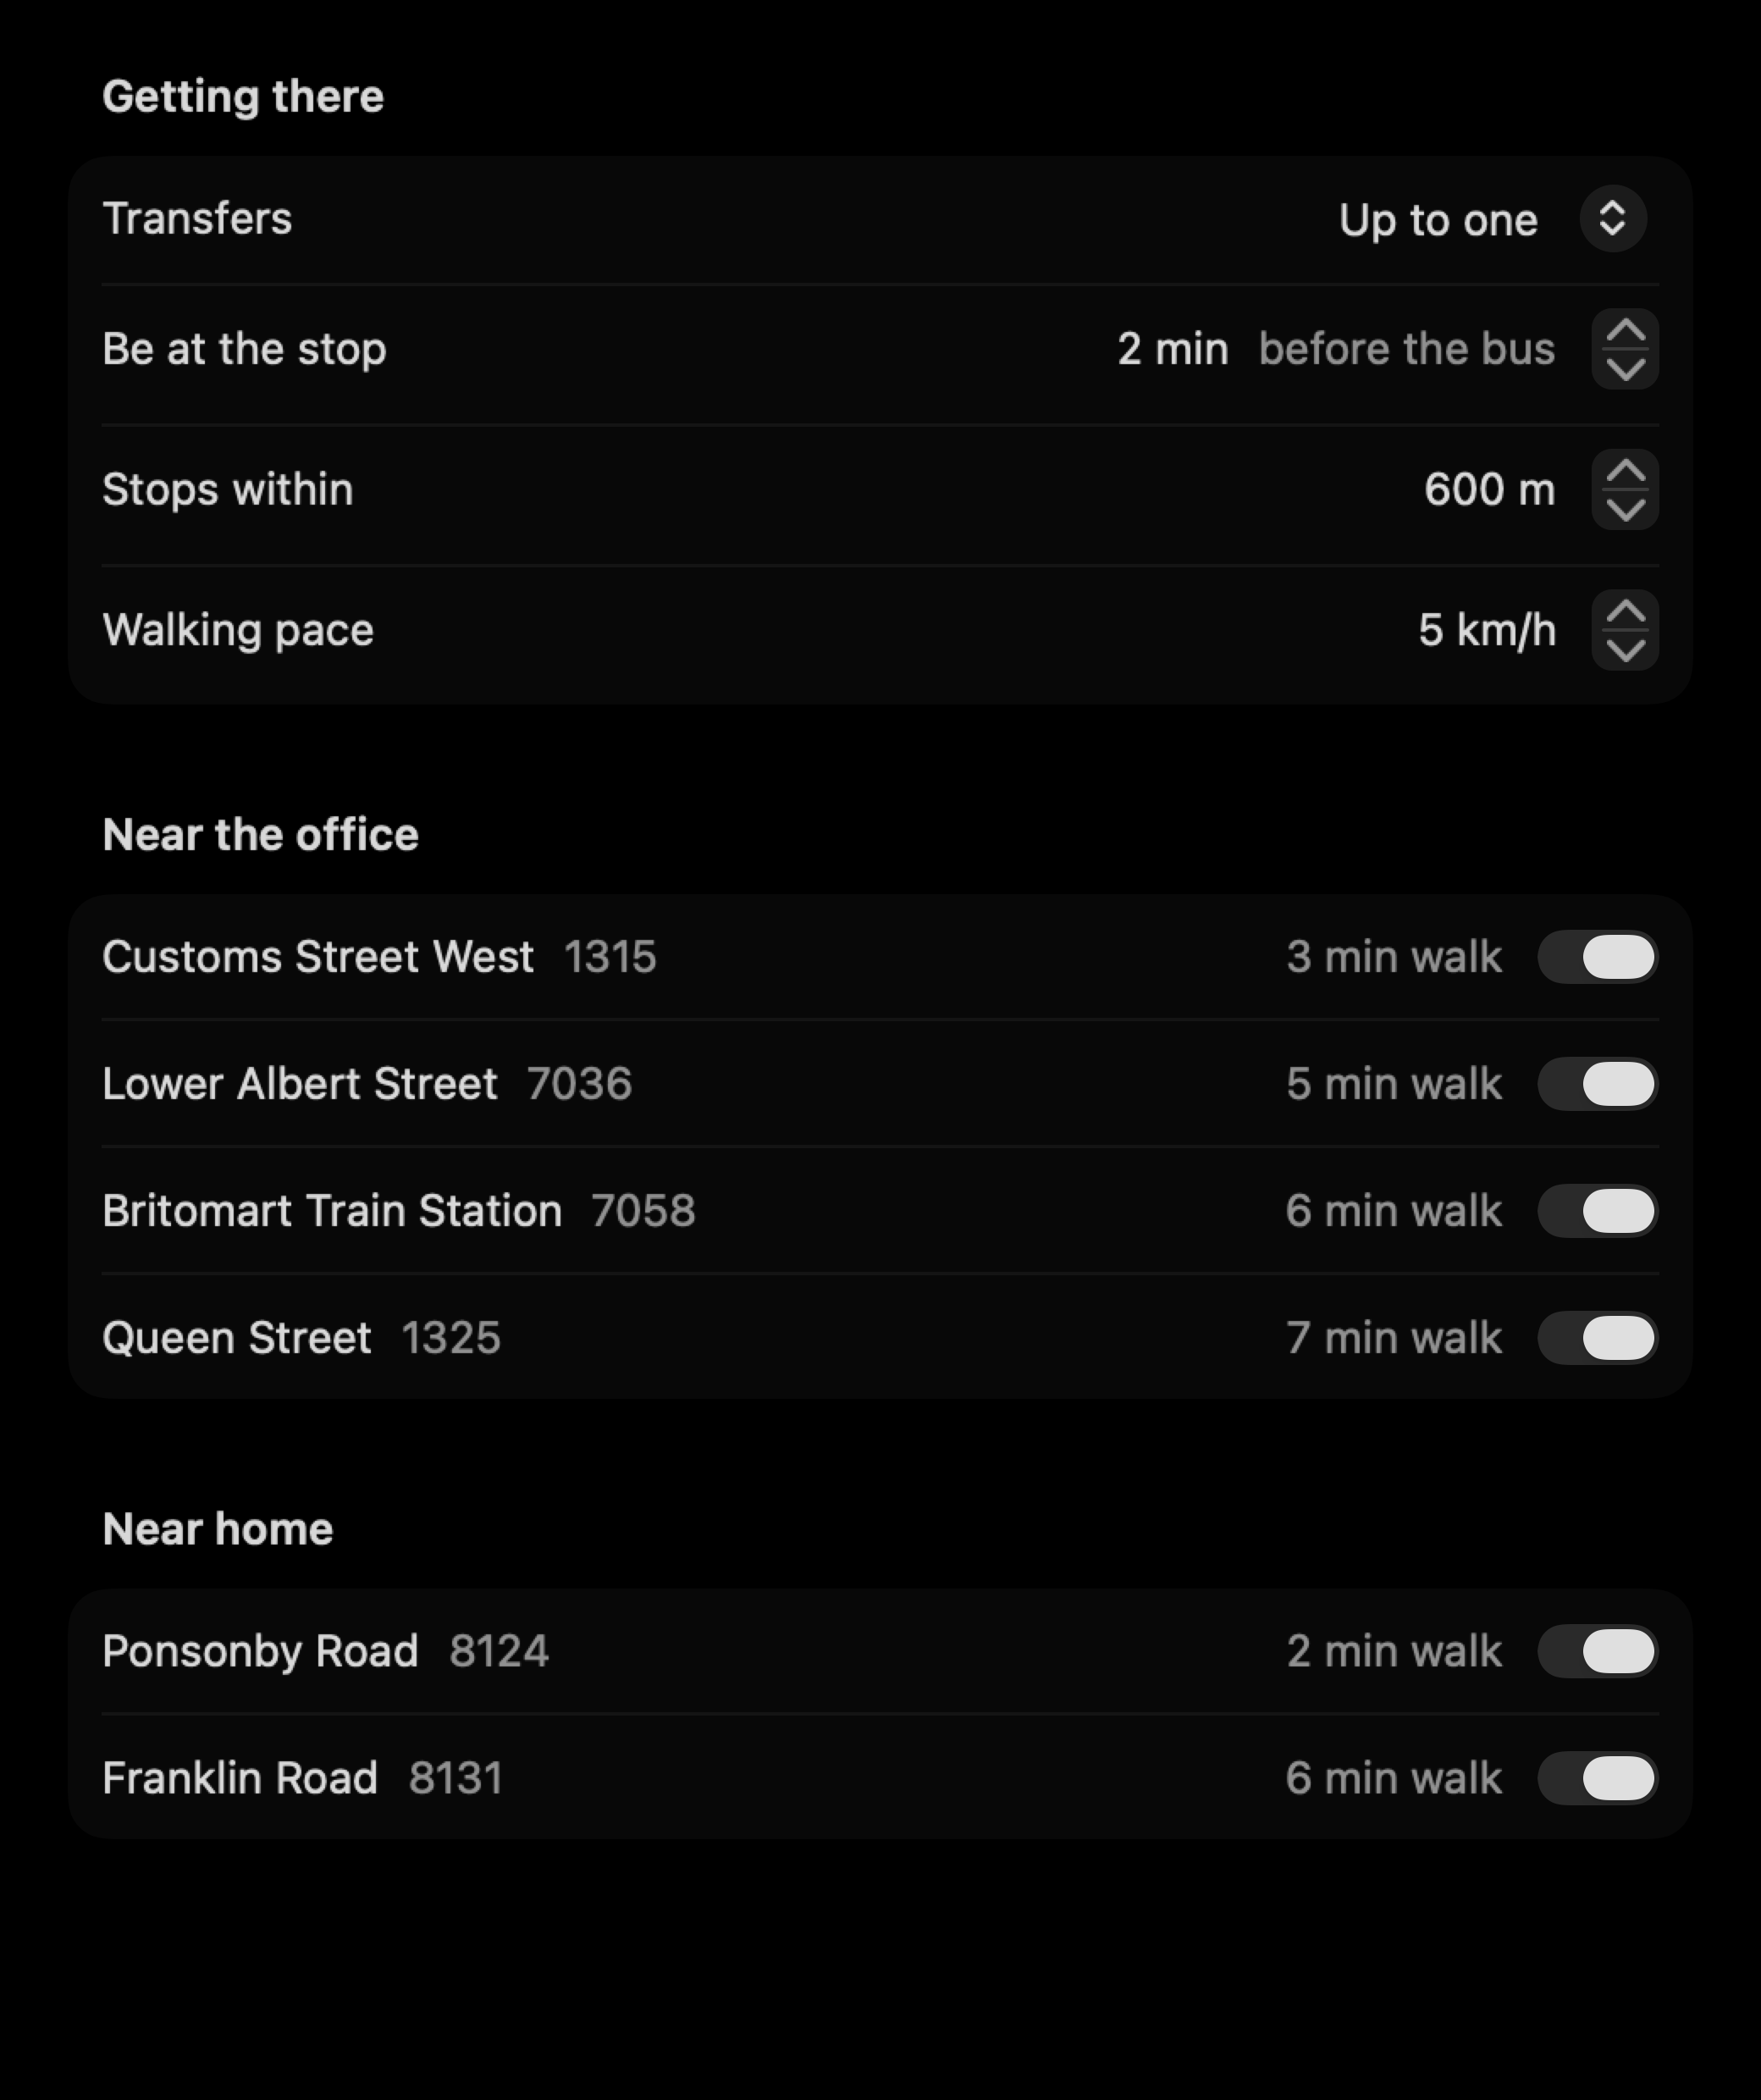 Getting there
Transfers Up to one
Be at the stop 2 min before the bus
Stops within 600 m
Walking pace 5 km/h
Near the office
Customs Street West 1315 3 min walk
Lower Albert Street 7036 5 min walk
Britomart Train Station 7058 6 min walk
Queen Street 1325 7 min walk
Near home
Ponsonby Road 8124 2 min walk
Franklin Road 8131 6 min walk